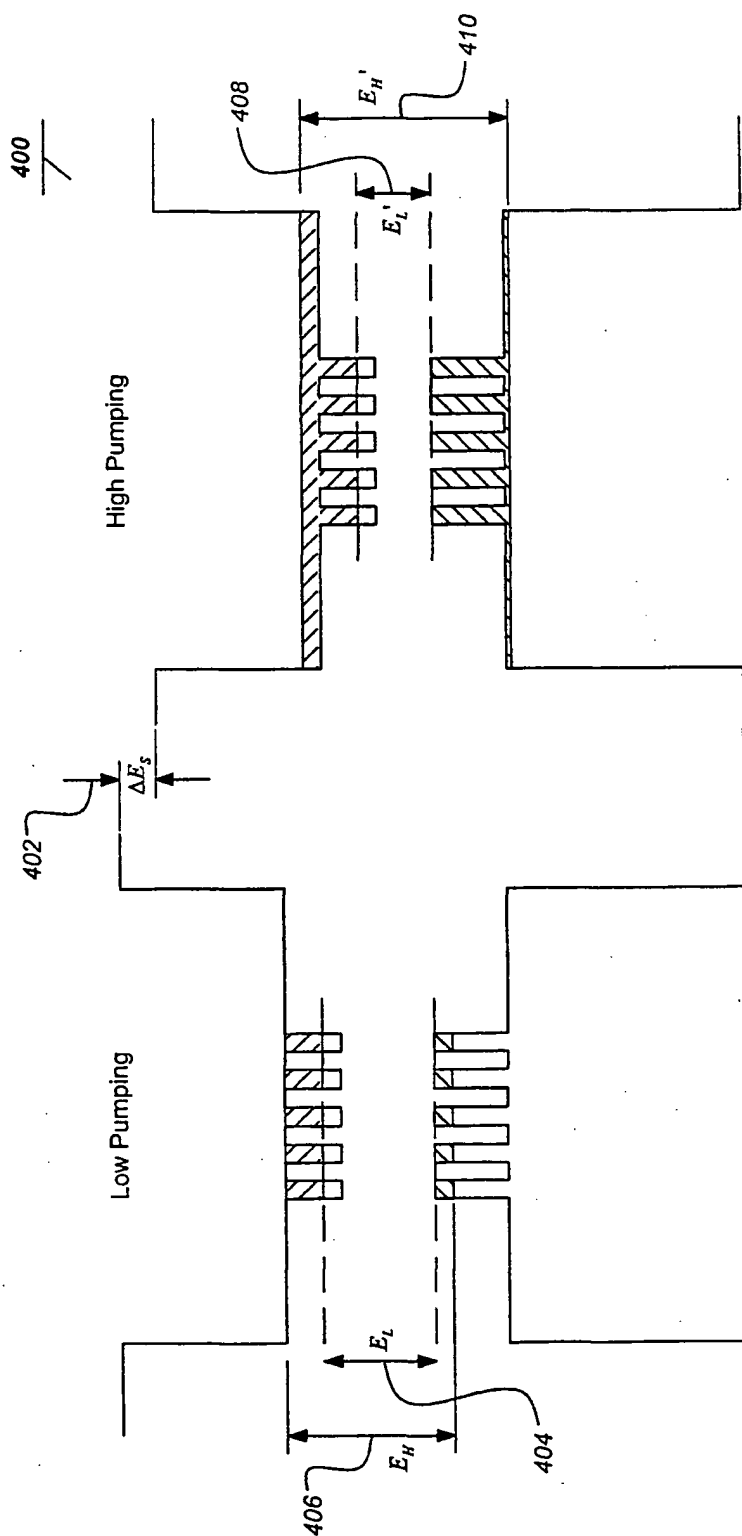 400
Low Pumping
High Pumping
402
ΔE_S
406
E_H
E_L
404
408
E_L'
E_H'
410